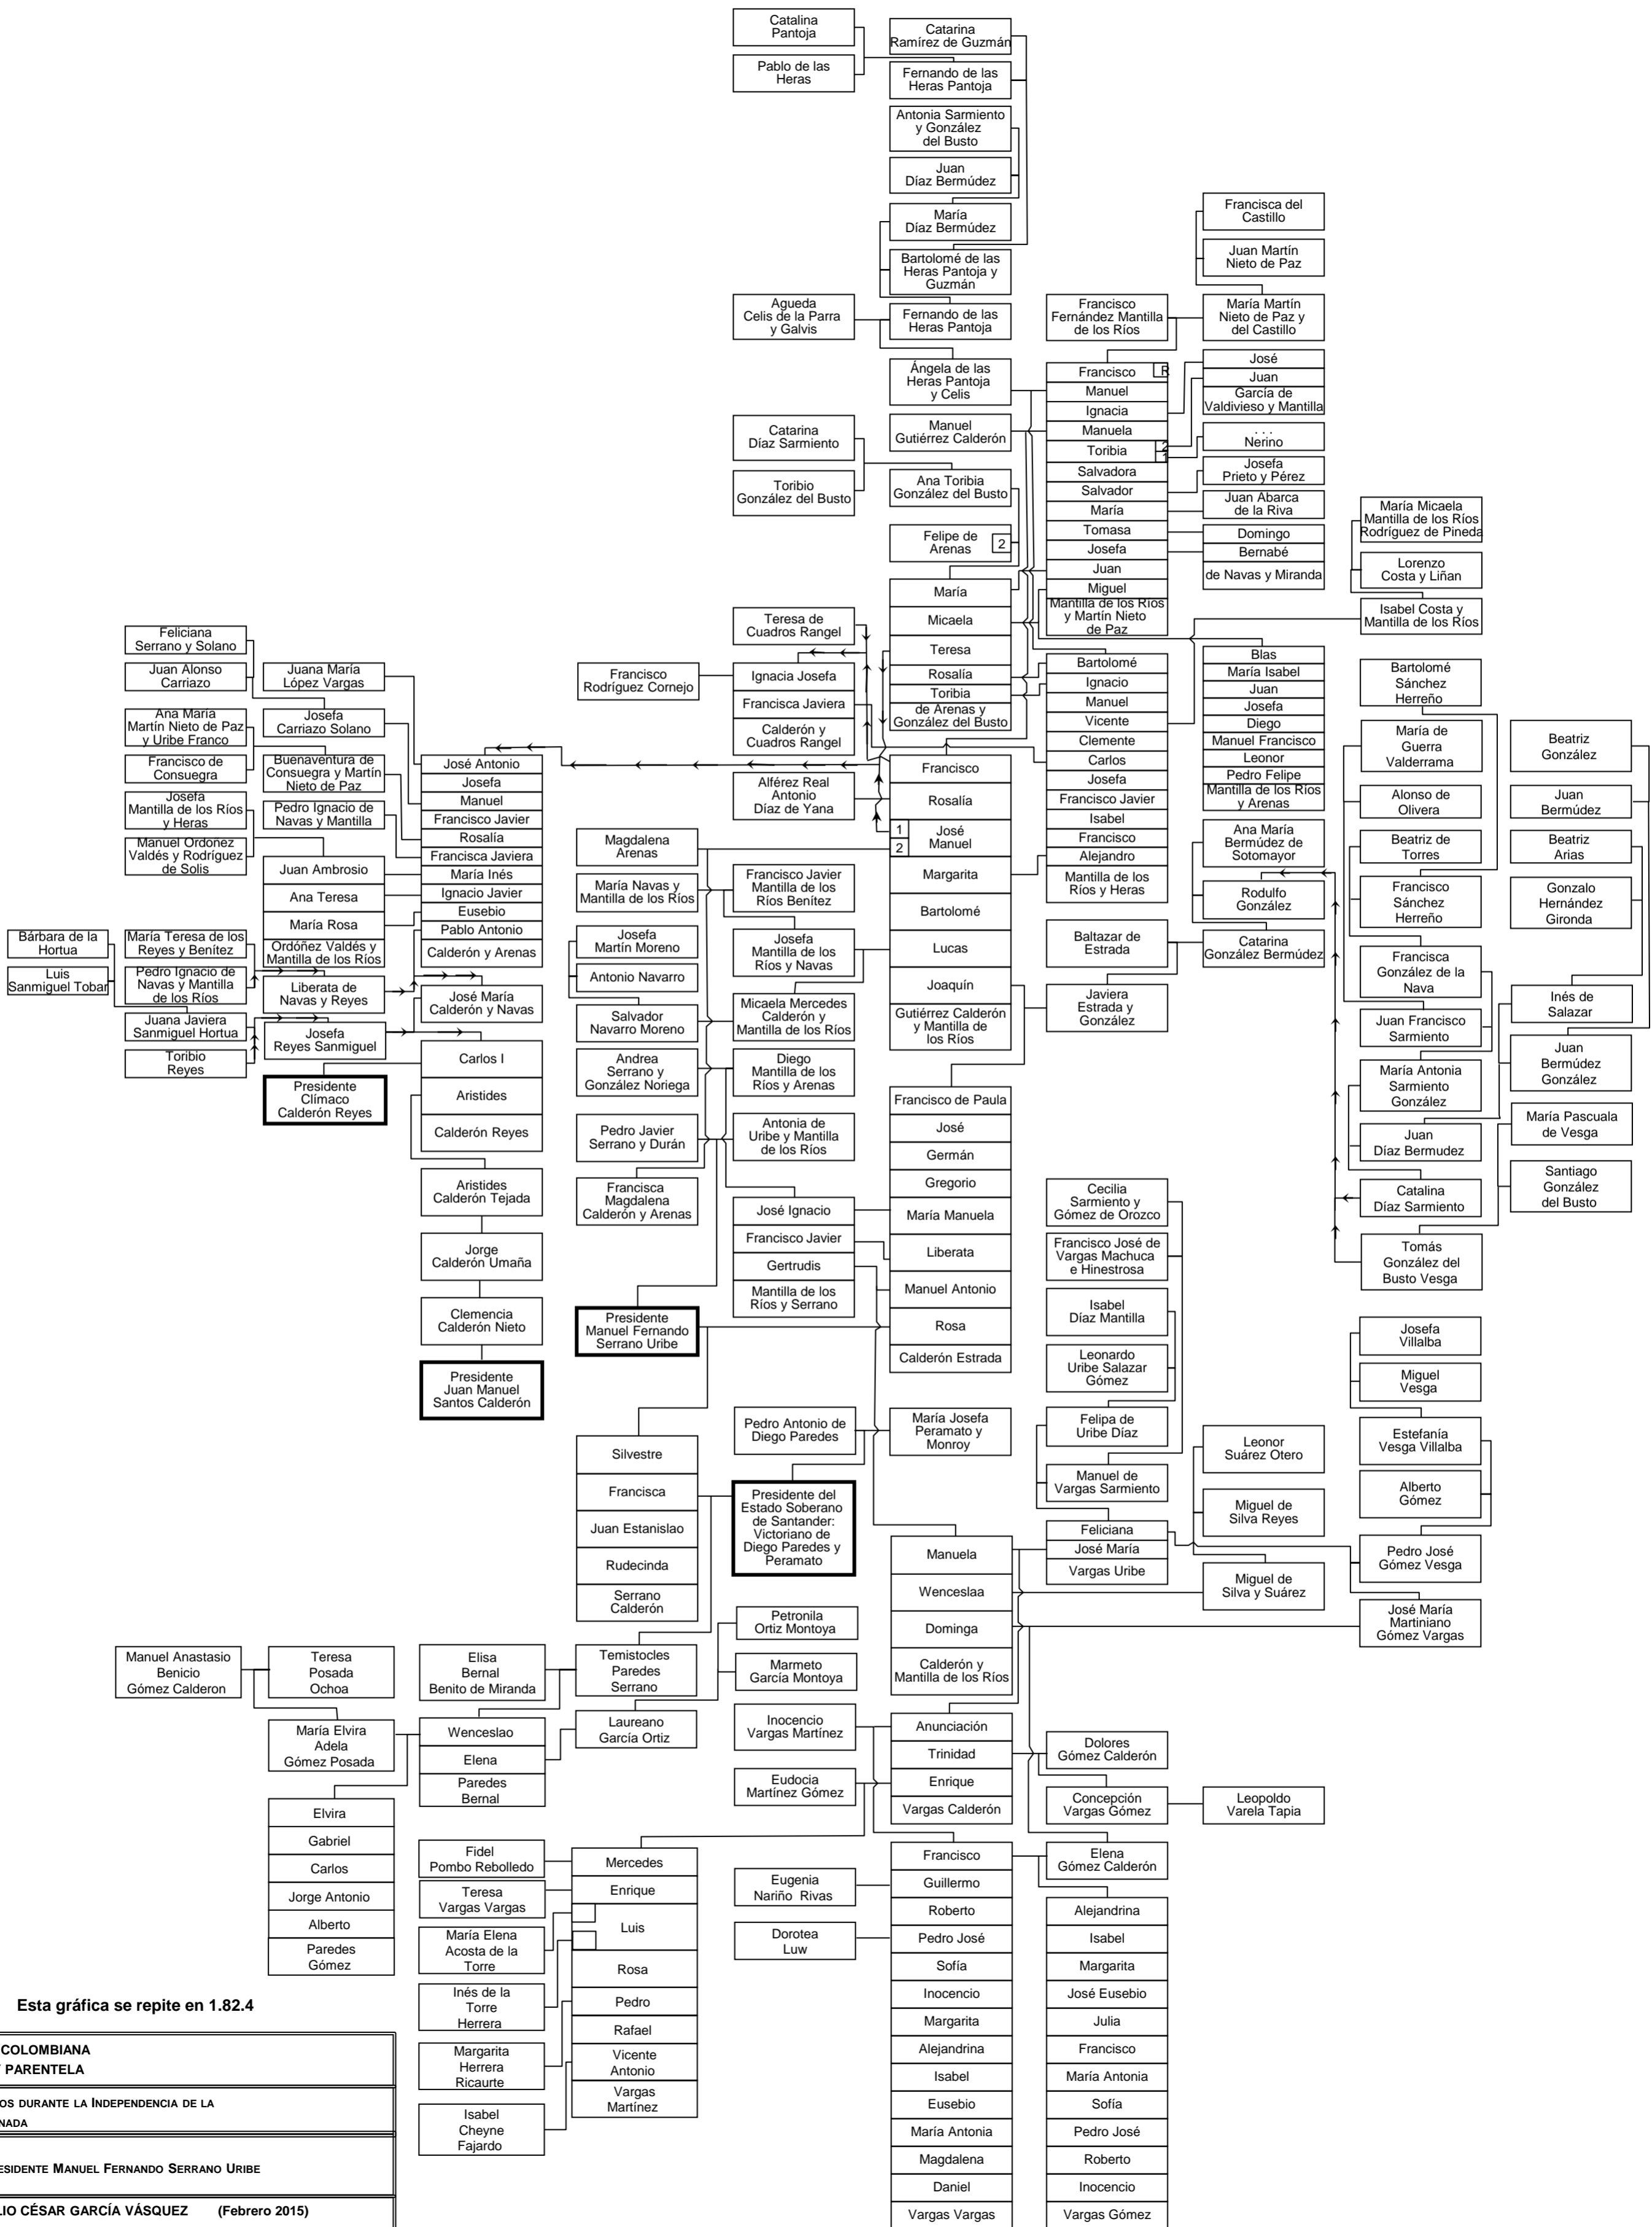 Catalina
Pantoja
Pablo de las
Heras
Catarina
Ramírez de Guzmán
Fernando de las
Heras Pantoja
Antonia Sarmiento
y González
del Busto
Juan
Díaz Bermúdez
María
Díaz Bermúdez
Bartolomé de las
Heras Pantoja y
Guzmán
Agueda
Celis de la Parra
y Galvis
Fernando de las
Heras Pantoja
Ángela de las
Heras Pantoja
y Celis
Manuel
Gutiérrez Calderón
Catarina
Díaz Sarmiento
Toribio
González del Busto
Ana Toribia
González del Busto
Felipe de
Arenas
2
Francisca del
Castillo
Juan Martín
Nieto de Paz
Francisco
Fernández Mantilla
de los Ríos
María Martín
Nieto de Paz y
del Castillo
Francisco
R
Manuel
Ignacia
Manuela
Toribia
2
1
Salvadora
Salvador
María
Tomasa
Josefa
Juan
Miguel
Mantilla de los Ríos
y Martín Nieto
de Paz
José
Juan
García de
Valdivieso y Mantilla
. . .
Nerino
Josefa
Prieto y Pérez
Juan Abarca
de la Riva
Domingo
Bernabé
de Navas y Miranda
María Micaela
Mantilla de los Ríos
Rodríguez de Pineda
Lorenzo
Costa y Liñan
Isabel Costa y
Mantilla de los Ríos
María
Micaela
Teresa
Rosalía
Toribia
de Arenas y
González del Busto
Teresa de
Cuadros Rangel
Francisco
Rodríguez Cornejo
Ignacia Josefa
Francisca Javiera
Calderón y
Cuadros Rangel
Alférez Real
Antonio
Díaz de Yana
Bartolomé
Ignacio
Manuel
Vicente
Clemente
Carlos
Josefa
Francisco Javier
Isabel
Francisco
Alejandro
Mantilla de los
Ríos y Heras
Blas
María Isabel
Juan
Josefa
Diego
Manuel Francisco
Leonor
Pedro Felipe
Mantilla de los Ríos
y Arenas
Bartolomé
Sánchez
Herreño
María de
Guerra
Valderrama
Alonso de
Olivera
Beatriz de
Torres
Francisco
Sánchez
Herreño
Francisca
González de la
Nava
Juan Francisco
Sarmiento
María Antonia
Sarmiento
González
Juan
Díaz Bermudez
Catalina
Díaz Sarmiento
Tomás
González del
Busto Vesga
Beatriz
González
Juan
Bermúdez
Beatriz
Arias
Gonzalo
Hernández
Gironda
Inés de
Salazar
Juan
Bermúdez
González
María Pascuala
de Vesga
Santiago
González
del Busto
Ana María
Bermúdez de
Sotomayor
Rodulfo
González
Baltazar de
Estrada
Catarina
González Bermúdez
Javiera
Estrada y
González
Feliciana
Serrano y Solano
Juan Alonso
Carriazo
Juana María
López Vargas
Ana María
Martín Nieto de Paz
y Uribe Franco
Josefa
Carriazo Solano
Francisco de
Consuegra
Buenaventura de
Consuegra y Martín
Nieto de Paz
Josefa
Mantilla de los Ríos
y Heras
Pedro Ignacio de
Navas y Mantilla
Manuel Ordóñez
Valdés y Rodríguez
de Solis
Juan Ambrosio
Ana Teresa
María Rosa
Ordóñez Valdés y
Mantilla de los Ríos
José Antonio
Josefa
Manuel
Francisco Javier
Rosalía
Francisca Javiera
María Inés
Ignacio Javier
Eusebio
Pablo Antonio
Calderón y Arenas
Bárbara de la
Hortua
Luis
Sanmiguel Tobar
María Teresa de los
Reyes y Benítez
Pedro Ignacio de
Navas y Mantilla
de los Ríos
Juana Javiera
Sanmiguel Hortua
Toribio
Reyes
Liberata de
Navas y Reyes
Josefa
Reyes Sanmiguel
José María
Calderón y Navas
Presidente
Clímaco
Calderón Reyes
Carlos I
Aristides
Calderón Reyes
Aristides
Calderón Tejada
Jorge
Calderón Umaña
Clemencia
Calderón Nieto
Presidente
Juan Manuel
Santos Calderón
Francisco
Rosalía
1
2
José
Manuel
Margarita
Bartolomé
Lucas
Joaquín
Gutiérrez Calderón
y Mantilla de
los Ríos
Magdalena
Arenas
María Navas y
Mantilla de los Ríos
Francisco Javier
Mantilla de los
Ríos Benítez
Josefa
Martín Moreno
Antonio Navarro
Josefa
Mantilla de los
Ríos y Navas
Salvador
Navarro Moreno
Micaela Mercedes
Calderón y
Mantilla de los Ríos
Andrea
Serrano y
González Noriega
Diego
Mantilla de los
Ríos y Arenas
Pedro Javier
Serrano y Durán
Antonia de
Uribe y Mantilla
de los Ríos
Francisca
Magdalena
Calderón y Arenas
José Ignacio
Francisco Javier
Gertrudis
Mantilla de los
Ríos y Serrano
Presidente
Manuel Fernando
Serrano Uribe
Francisco de Paula
José
Germán
Gregorio
María Manuela
Liberata
Manuel Antonio
Rosa
Calderón Estrada
Cecilia
Sarmiento y
Gómez de Orozco
Francisco José de
Vargas Machuca
e Hinestrosa
Isabel
Díaz Mantilla
Leonardo
Uribe Salazar
Gómez
Felipa de
Uribe Díaz
Manuel de
Vargas Sarmiento
Feliciana
José María
Vargas Uribe
Leonor
Suárez Otero
Miguel de
Silva Reyes
Miguel de
Silva y Suárez
Josefa
Villalba
Miguel
Vesga
Estefanía
Vesga Villalba
Alberto
Gómez
Pedro José
Gómez Vesga
José María
Martiniano
Gómez Vargas
Pedro Antonio de
Diego Paredes
María Josefa
Peramato y
Monroy
Silvestre
Francisca
Juan Estanislao
Rudecinda
Serrano
Calderón
Presidente del
Estado Soberano
de Santander:
Victoriano de
Diego Paredes y
Peramato
Manuela
Wenceslaa
Dominga
Calderón y
Mantilla de los Ríos
Petronila
Ortiz Montoya
Marmeto
García Montoya
Manuel Anastasio
Benicio
Gómez Calderon
Teresa
Posada
Ochoa
Elisa
Bernal
Benito de Miranda
Temistocles
Paredes
Serrano
María Elvira
Adela
Gómez Posada
Wenceslao
Elena
Paredes
Bernal
Laureano
García Ortiz
Inocencio
Vargas Martínez
Eudocia
Martínez Gómez
Anunciación
Trinidad
Enrique
Vargas Calderón
Dolores
Gómez Calderón
Concepción
Vargas Gómez
Leopoldo
Varela Tapia
Elvira
Gabriel
Carlos
Jorge Antonio
Alberto
Paredes
Gómez
Fidel
Pombo Rebolledo
Teresa
Vargas Vargas
María Elena
Acosta de la
Torre
Inés de la
Torre
Herrera
Margarita
Herrera
Ricaurte
Isabel
Cheyne
Fajardo
Mercedes
Enrique
Luis
Rosa
Pedro
Rafael
Vicente
Antonio
Vargas
Martínez
Eugenia
Nariño Rivas
Dorotea
Luw
Francisco
Guillermo
Roberto
Pedro José
Sofía
Inocencio
Margarita
Alejandrina
Isabel
Eusebio
María Antonia
Magdalena
Daniel
Vargas Vargas
Elena
Gómez Calderón
Alejandrina
Isabel
Margarita
José Eusebio
Julia
Francisco
María Antonia
Sofía
Pedro José
Roberto
Inocencio
Vargas Gómez
Esta gráfica se repite en 1.82.4
COLOMBIANA
PARENTELA
OS DURANTE LA INDEPENDENCIA DE LA
NADA
ESIDENTE MANUEL FERNANDO SERRANO URIBE
LIO CÉSAR GARCÍA VÁSQUEZ (Febrero 2015)